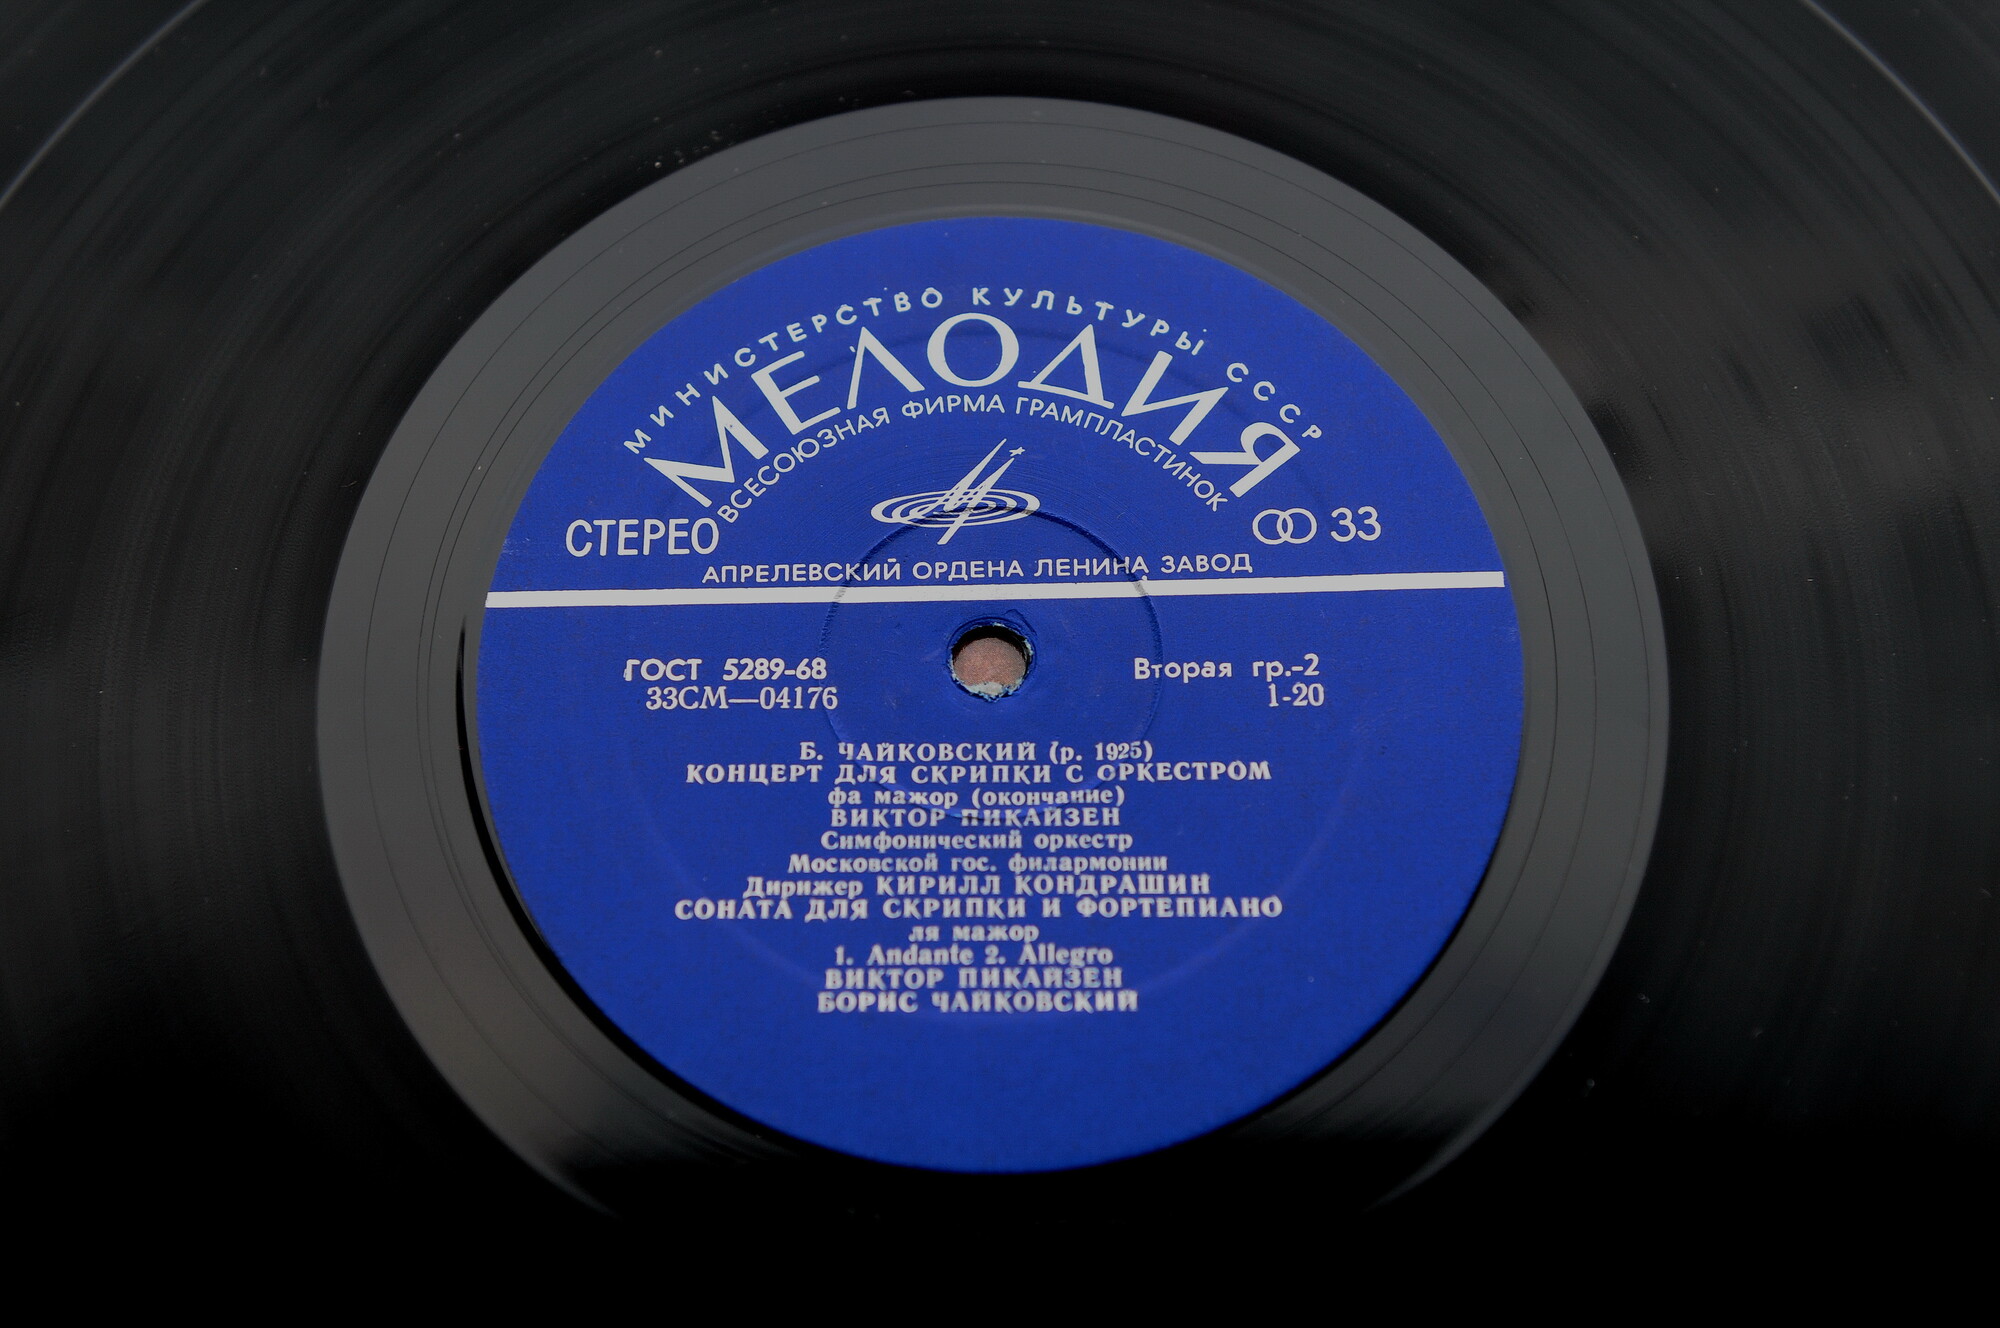 МИНИСТЕРСТВО КУЛЬТУРЫ СССР
МЕЛОДИЯ
ВСЕСОЮЗНАЯ ФИРМА ГРАМПЛАСТИНОК
СТЕРЕО
33
АПРЕЛЕВСКИЙ ОРДЕНА ЛЕНИНА ЗАВОД
ГОСТ 5289-68
Вторая гр.-2
33СМ—04176
1-20
Б. ЧАЙКОВСКИЙ (р. 1925)
КОНЦЕРТ ДЛЯ СКРИПКИ С ОРКЕСТРОМ
фа мажор (окончание)
ВИКТОР ПИКАЙЗЕН
Симфонический оркестр
Московской гос. филармонии
Дирижер КИРИЛЛ КОНДРАШИН
СОНАТА ДЛЯ СКРИПКИ И ФОРТЕПИАНО
ля мажор
1. Andante 2. Allegro
ВИКТОР ПИКАЙЗЕН
БОРИС ЧАЙКОВСКИЙ